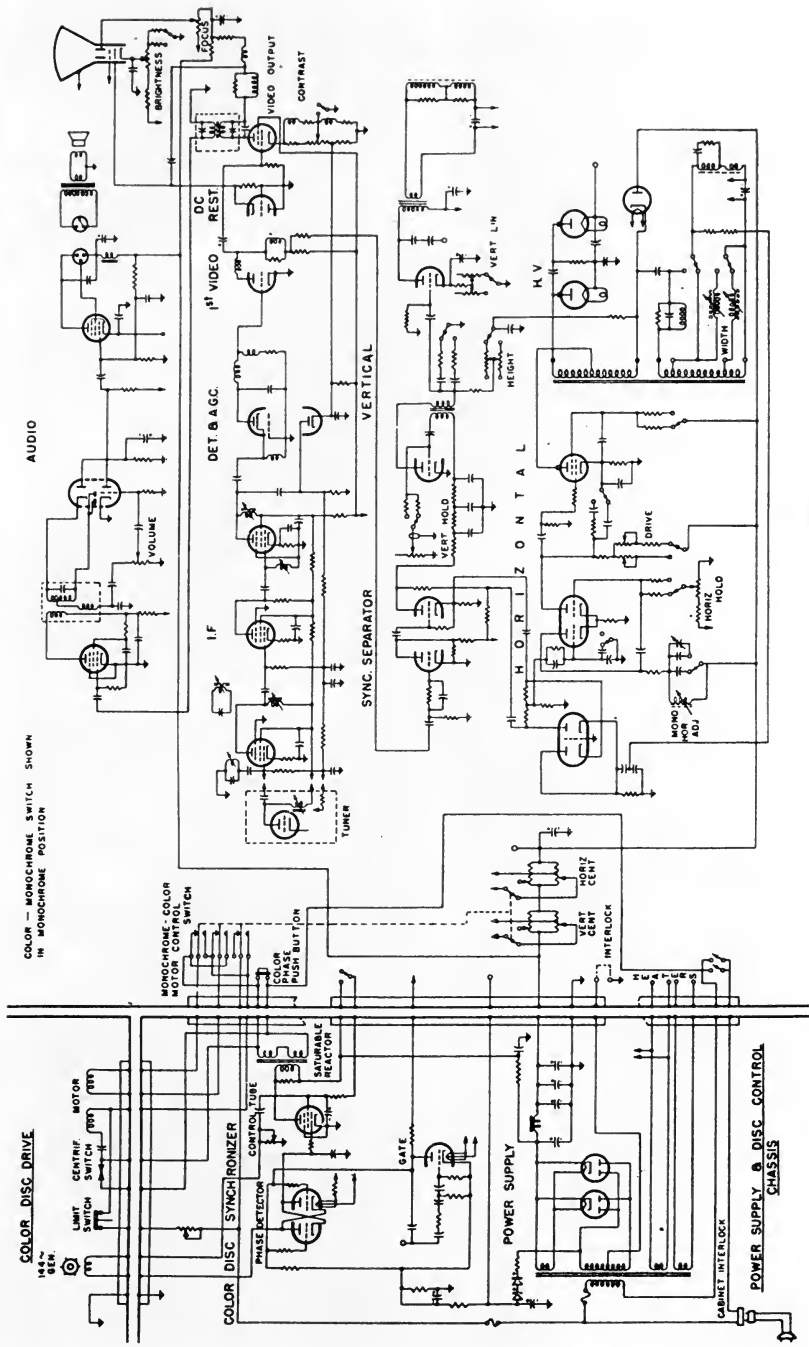 COLOR — MONOCHROME SWITCH SHOWN
IN MONOCHROME POSITION
AUDIO
VOLUME
BRIGHTNESS
FOCUS
VIDEO OUTPUT
CONTRAST
DC
REST.
1ST VIDEO
DET. & AGC.
I.F
TUNER
VERTICAL
SYNC. SEPARATOR
VERT HOLD
HEIGHT
VERT LIN
HORIZONTAL
H.V.
WIDTH
DRIVE
HORIZ
HOLD
MONO
HOR
ADJ
MONOCHROME-COLOR
MOTOR CONTROL
SWITCH
COLOR
PHASE
PUSH BUTTON
VERT
CENT
HORIZ
CENT
INTERLOCK
HEATERS
COLOR DISC DRIVE
144~
GEN.
LIMIT
SWITCH
CENTRIF.
SWITCH
MOTOR
COLOR DISC SYNCHRONIZER
PHASE DETECTOR
CONTROL TUBE
SATURABLE
REACTOR
GATE
POWER SUPPLY
CABINET INTERLOCK
POWER SUPPLY & DISC CONTROL
CHASSIS